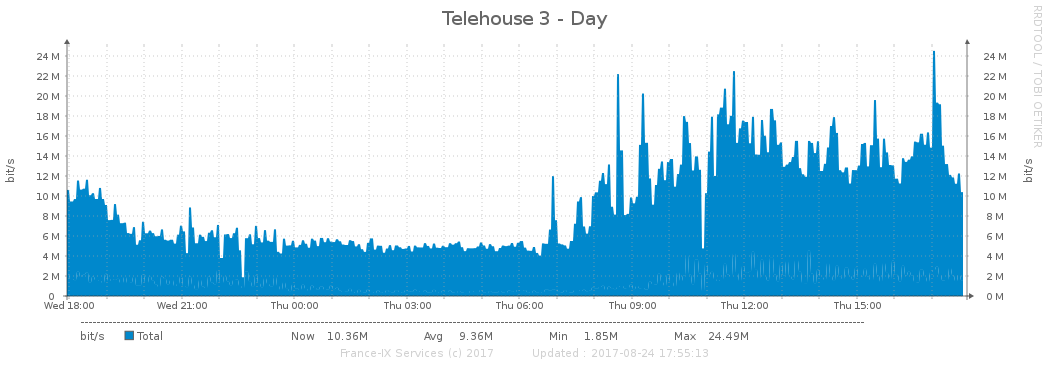 Telehouse 3 - Day
RRDTOOL / TOBI OETIKER
bit/s
24 M 24 M
22 M 22 M
20 M 20 M
18 M 18 M
16 M 16 M
14 M 14 M
12 M 12 M
10 M 10 M
8 M 8 M
6 M 6 M
4 M 4 M
2 M 2 M
0 0 M
bit/s
Wed 18:00 Wed 21:00 Thu 00:00 Thu 03:00 Thu 06:00 Thu 09:00 Thu 12:00 Thu 15:00
bit/s Total Now 10.36M Avg 9.36M Min 1.85M Max 24.49M
France-IX Services (c) 2017 Updated : 2017-08-24 17:55:13